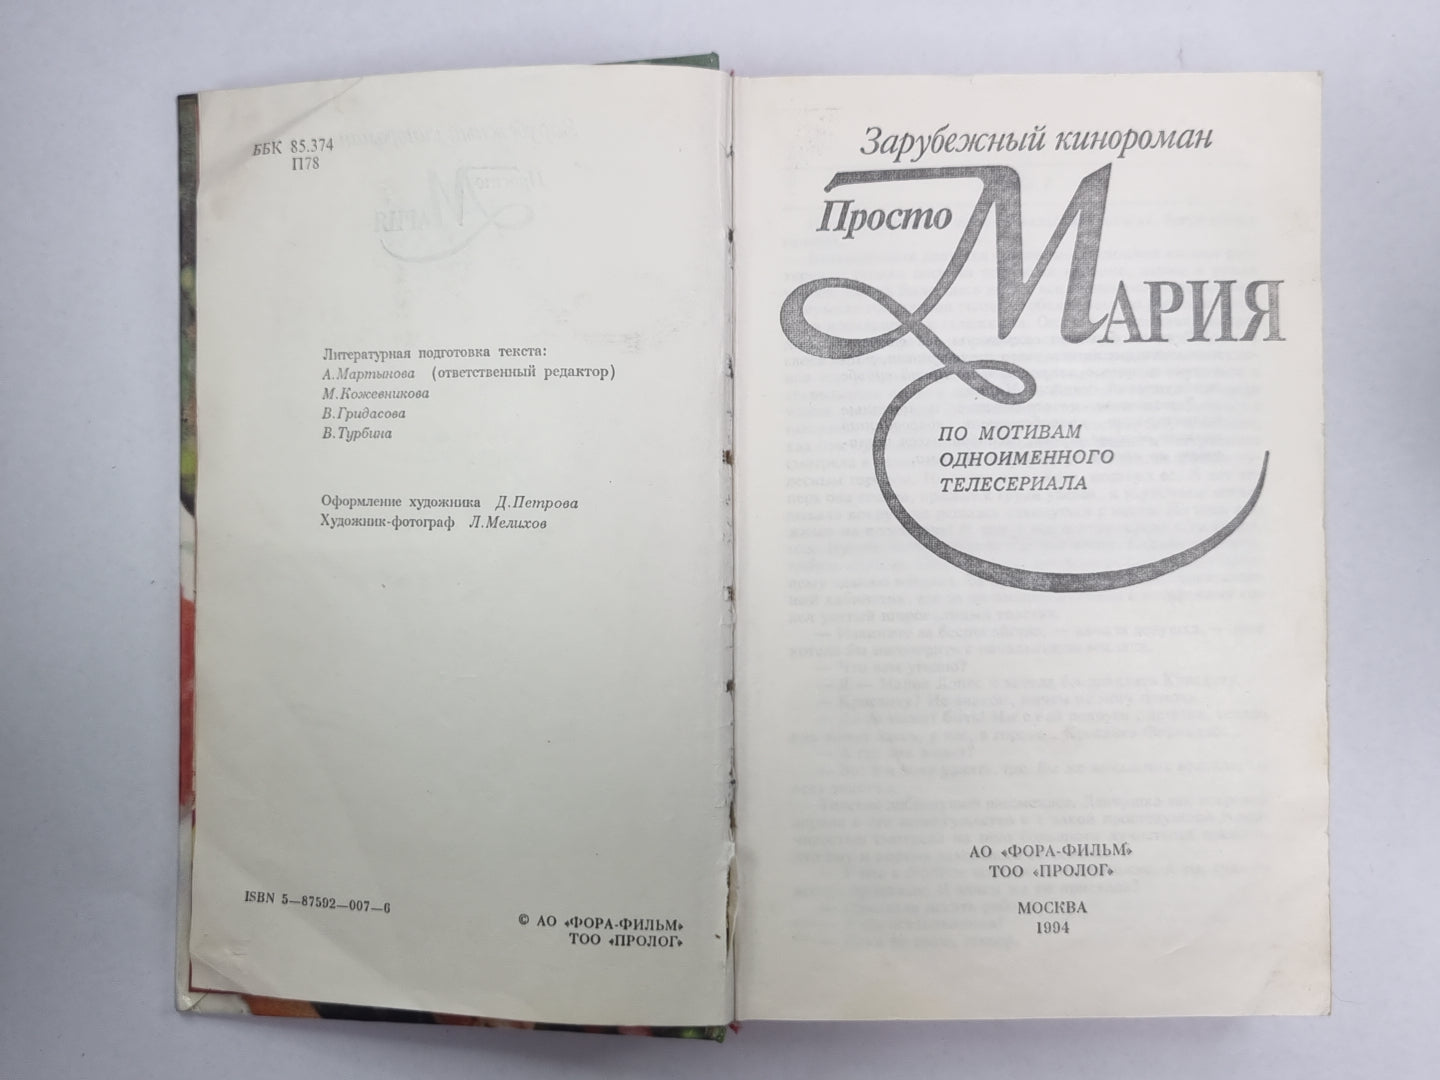 ББК 85.374
П78
Литературная подготовка текста:
А.Мартынова (ответственный редактор)
М.Кожевникова
В.Гридасова
В.Турбина
Оформление художника Д.Петрова
Художник-фотограф Л.Мелихов
ISBN 5—87592—007—6
© АО «ФОРА-ФИЛЬМ»
ТОО «ПРОЛОГ»
Зарубежный кинороман
Просто
МАРИЯ
ПО МОТИВАМ
ОДНОИМЕННОГО
ТЕЛЕСЕРИАЛА
АО «ФОРА-ФИЛЬМ»
ТОО «ПРОЛОГ»
МОСКВА
1994